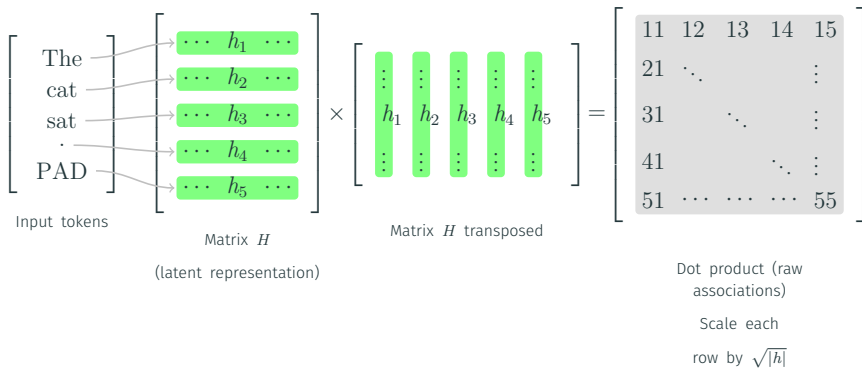 The
cat
sat
.
PAD
Input tokens
⋯ h₁ ⋯
⋯ h₂ ⋯
⋯ h₃ ⋯
⋯ h₄ ⋯
⋯ h₅ ⋯
Matrix H
(latent representation)
×
⋮ ⋮ ⋮ ⋮ ⋮
h₁ h₂ h₃ h₄ h₅
⋮ ⋮ ⋮ ⋮ ⋮
Matrix H transposed
=
11 12 13 14 15
21 ⋱ ⋮
31 ⋱ ⋮
41 ⋱ ⋮
51 ⋯ ⋯ ⋯ 55
Dot product (raw
associations)
Scale each
row by √|h|